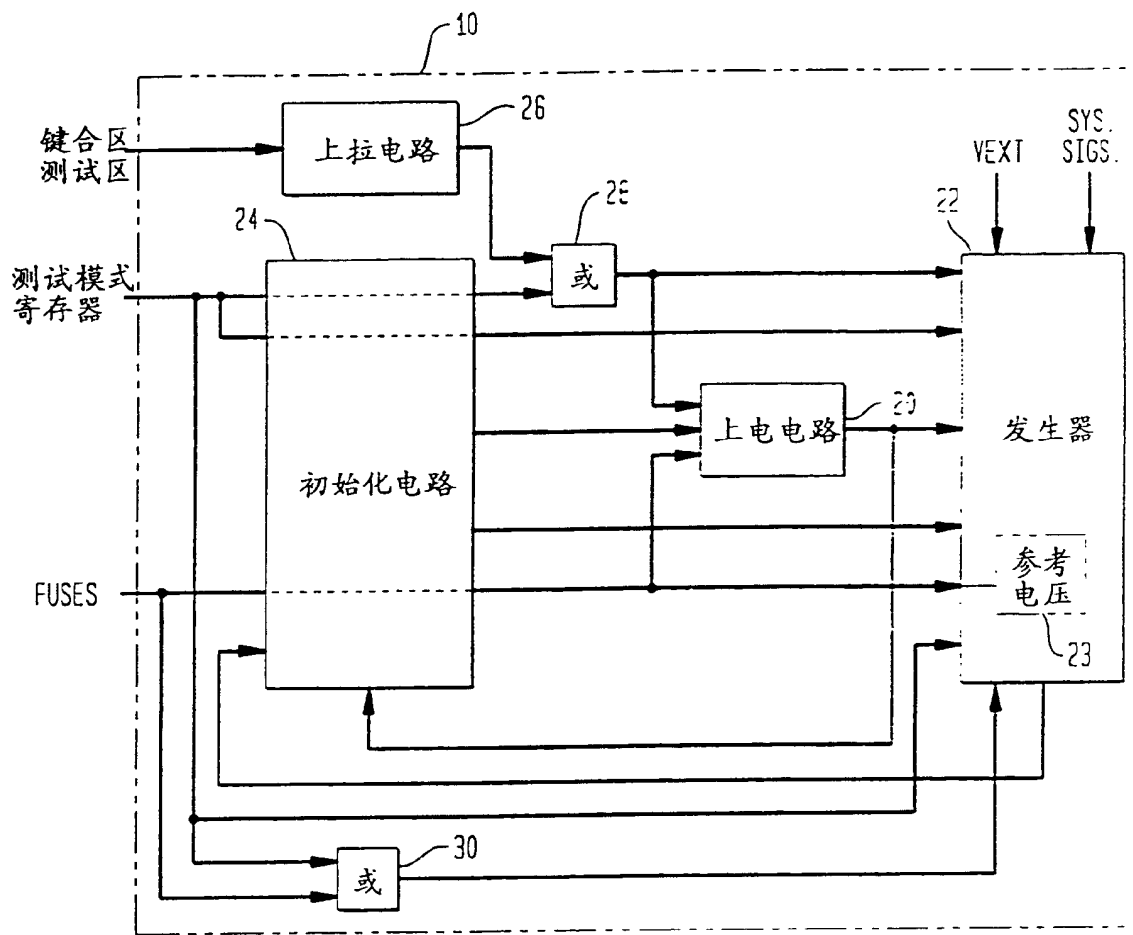 10
键合区
测试区
上拉电路
26
SYS.
SIGS.
VEXT
24
28
或
22
测试模式
寄存器
上电电路
20
发生器
初始化电路
FUSES
参考
电压
23
或
30